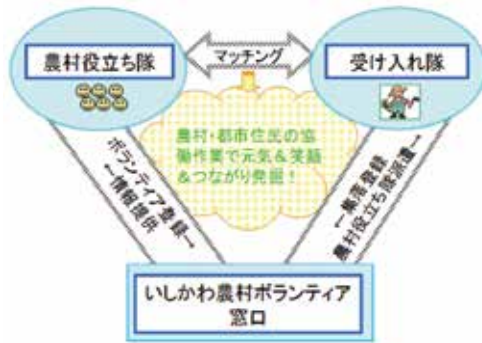 農村役立ち隊
マッチング
受け入れ隊
農村・都市住民の協
働作業で元気&笑顔
&つながり発掘!
ボランティア登録→
←情報提供
←集落登録
農村役立ち隊派遣→
いしかわ農村ボランティア
窓口